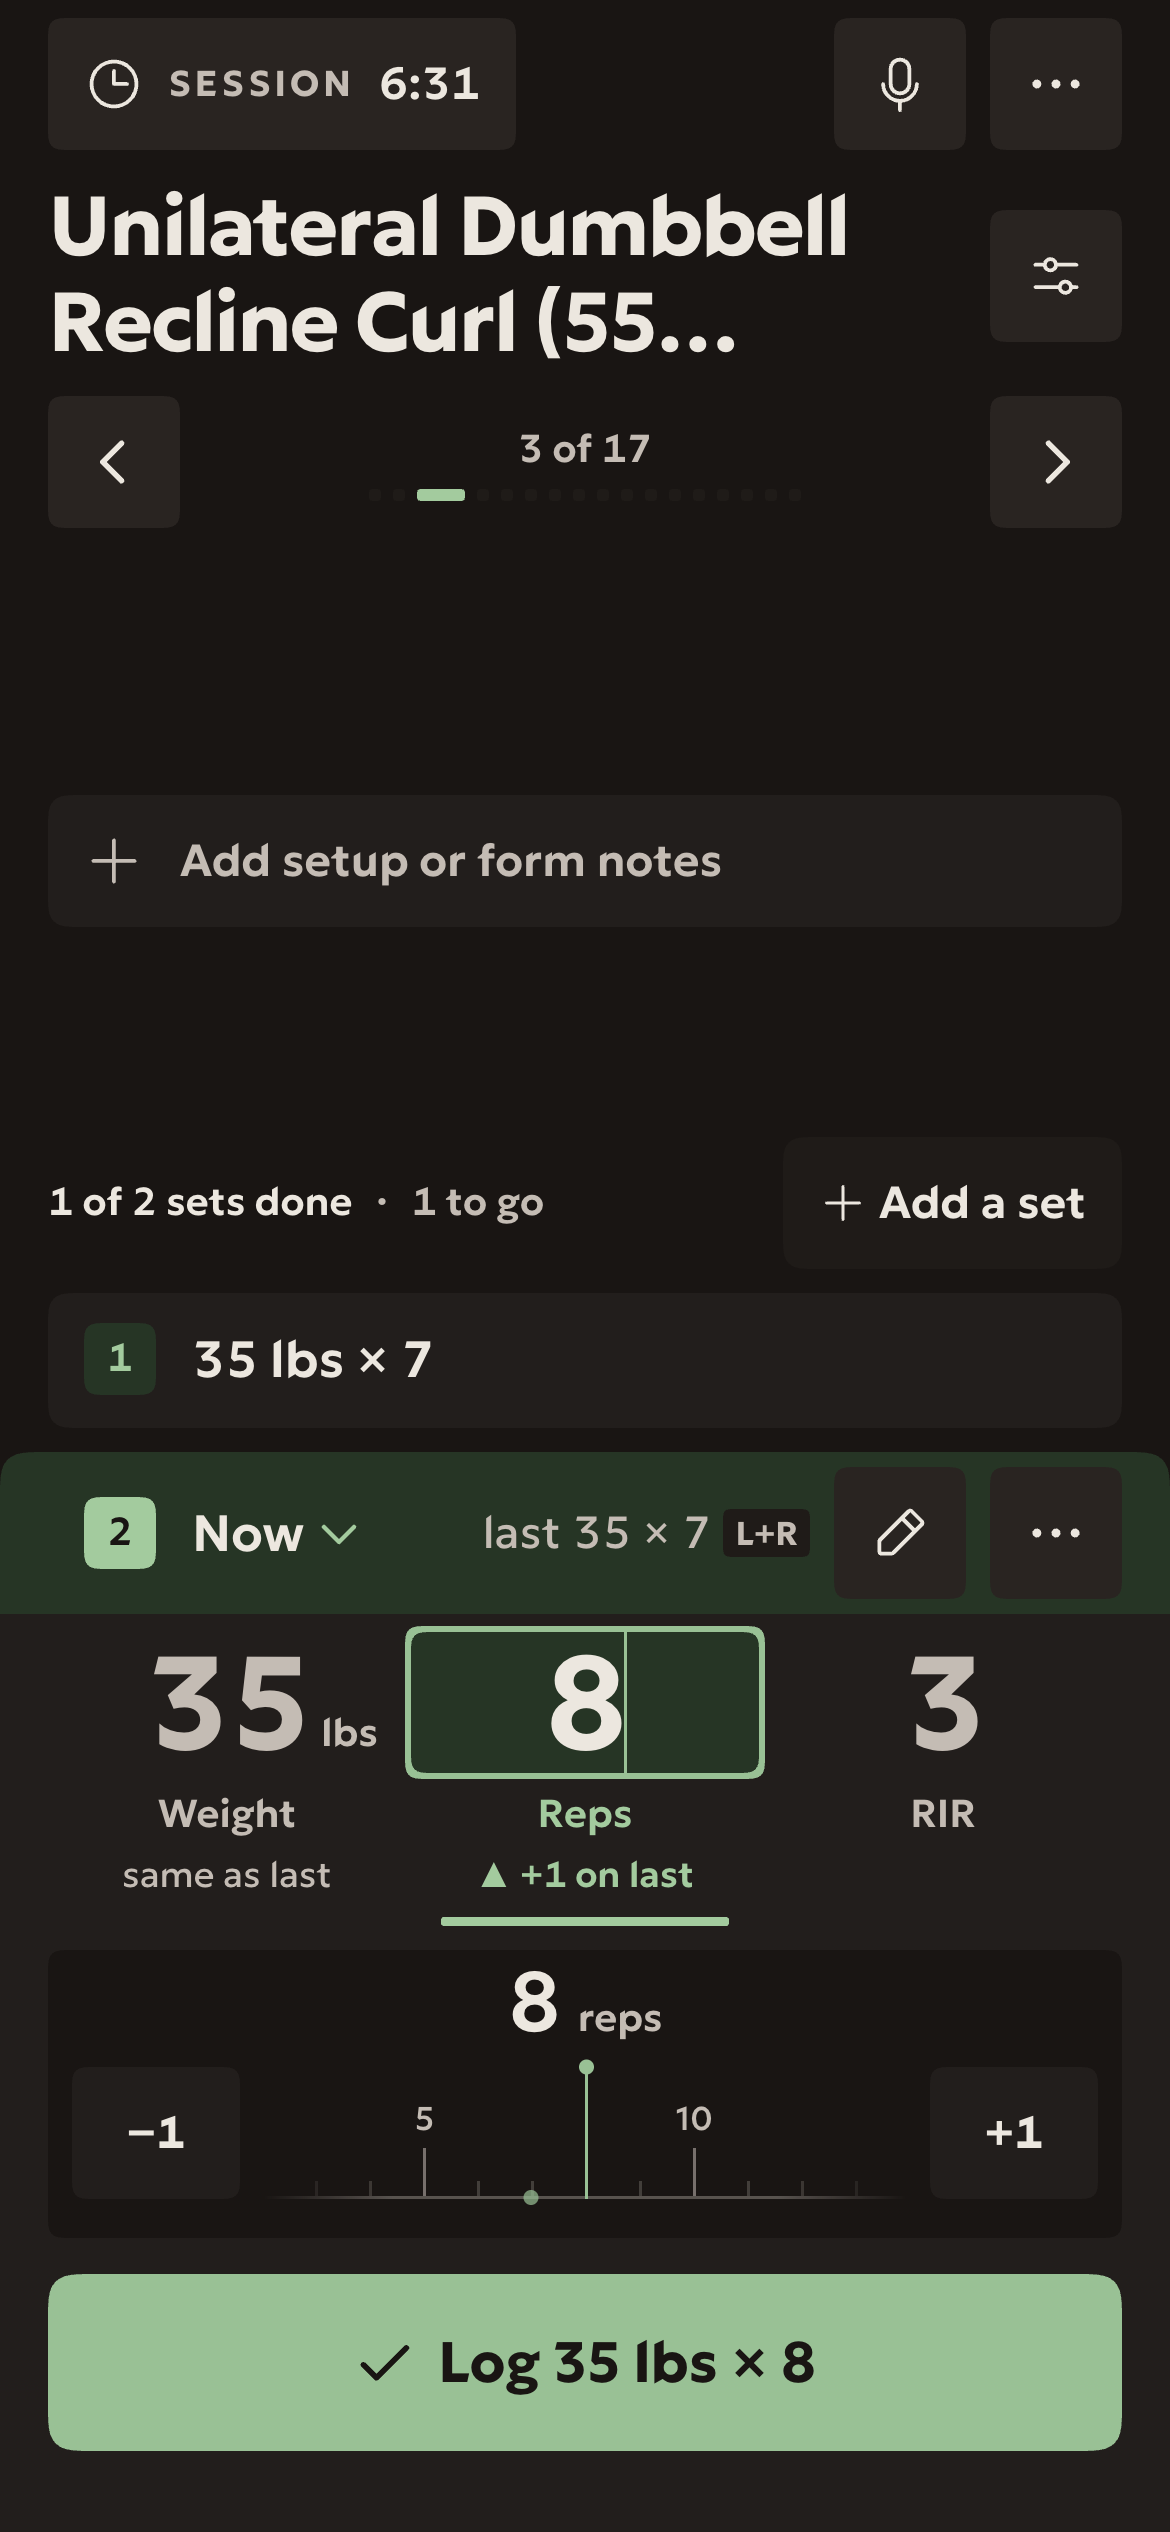 SESSION 6:31
Unilateral Dumbbell
Recline Curl (55...
3 of 17
Add setup or form notes
1 of 2 sets done · 1 to go
+ Add a set
1 35 lbs × 7
2 Now last 35 × 7 L+R
35 lbs 8 3
Weight Reps RIR
same as last ▲ +1 on last
8 reps
5 10
−1 +1
Log 35 lbs × 8